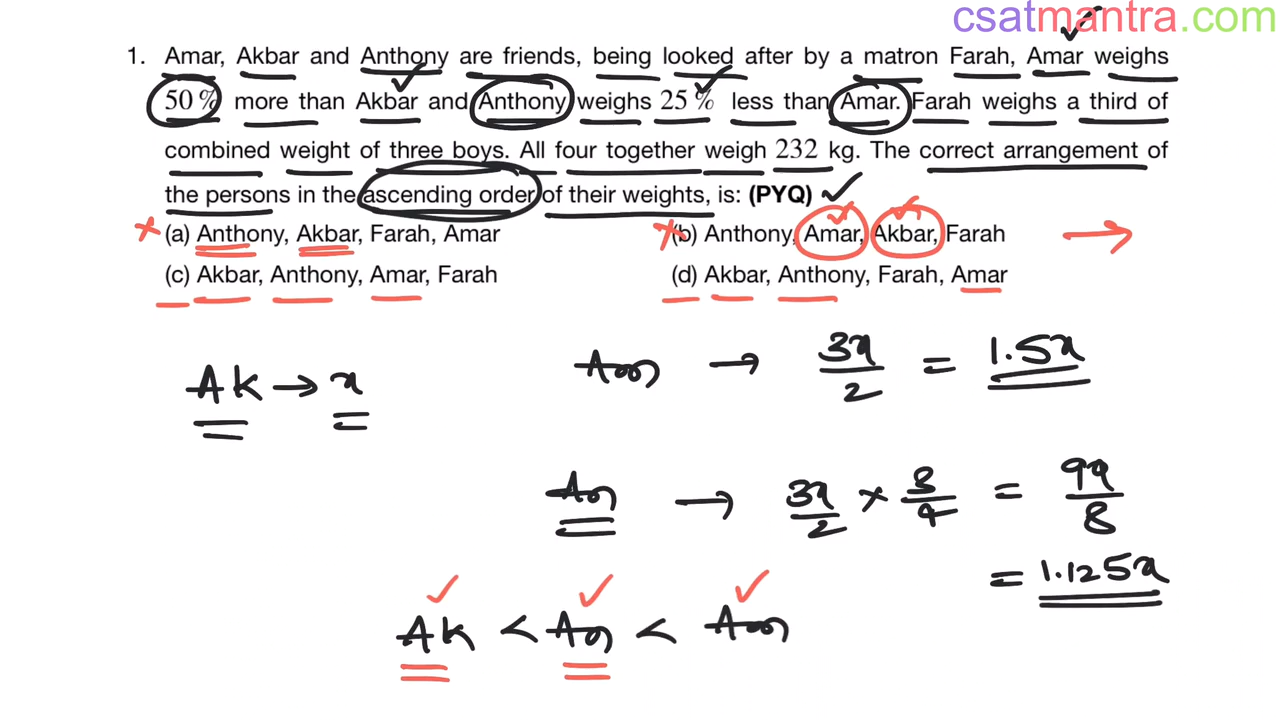 csatmantra.com
1. Amar, Akbar and Anthony are friends, being looked after by a matron Farah, Amar weighs
50 % more than Akbar and Anthony weighs 25 % less than Amar. Farah weighs a third of
combined weight of three boys. All four together weigh 232 kg. The correct arrangement of
the persons in the ascending order of their weights, is: (PYQ)
(a) Anthony, Akbar, Farah, Amar (b) Anthony, Amar, Akbar, Farah
(c) Akbar, Anthony, Amar, Farah (d) Akbar, Anthony, Farah, Amar
Ak → x
Am → 3x/2 = 1.5x
An → 3x/2 × 3/4 = 9x/8
= 1.125x
Ak < An < Am